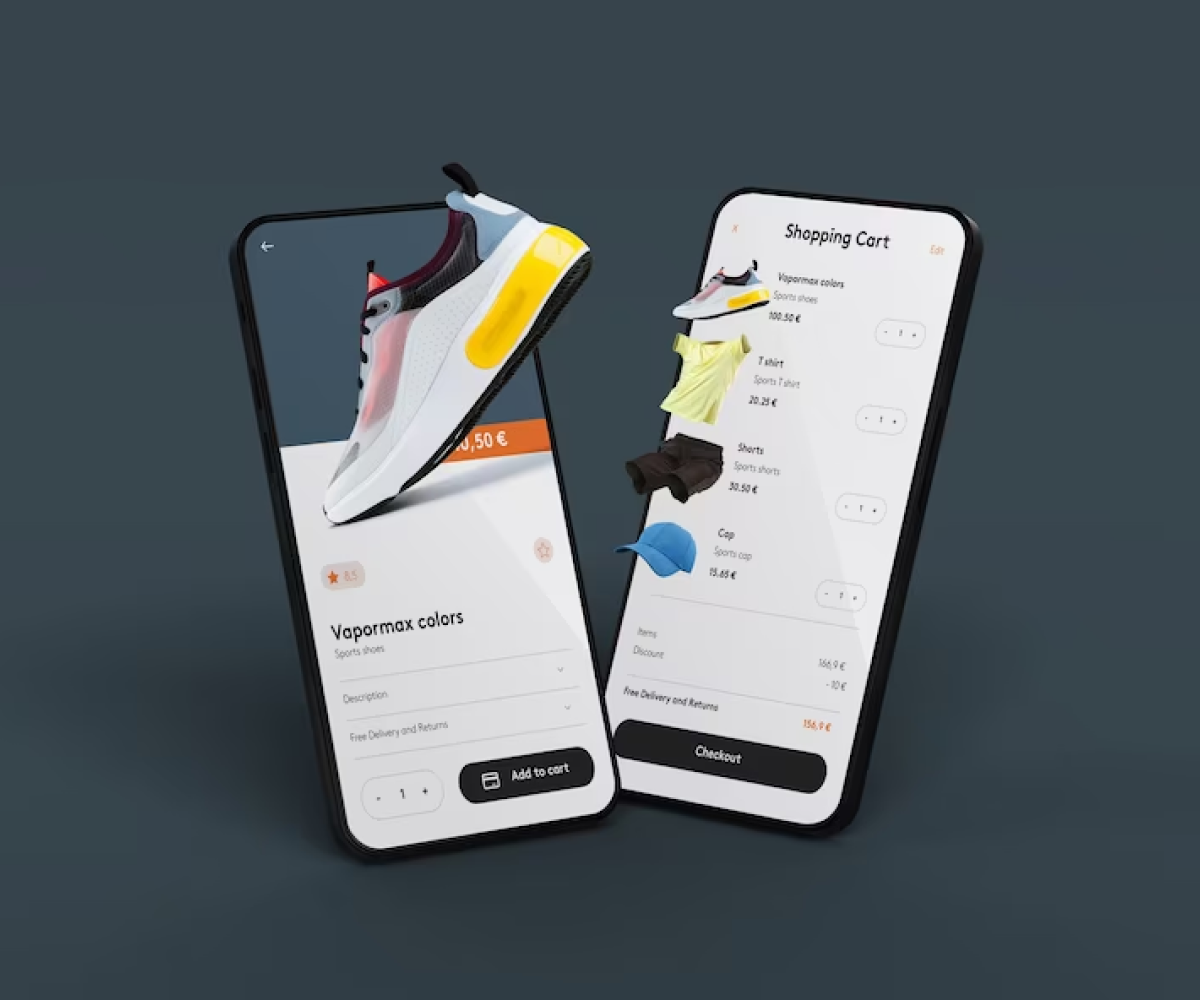 0,50 €
8,5
Vapormax colors
Sports shoes
Description
Free Delivery and Returns
- 1 +
Add to cart
x
Shopping Cart
Edit
Vapormax colors
Sports shoes
100.50 €
- 1 +
T shirt
Sports T shirt
20.25 €
- 1 +
Shorts
Sports shorts
30.50 €
- 1 +
Cap
Sports cap
15.65 €
- 1 +
Items
166,9 €
Discount
- 10 €
Free Delivery and Returns
156,9 €
Checkout